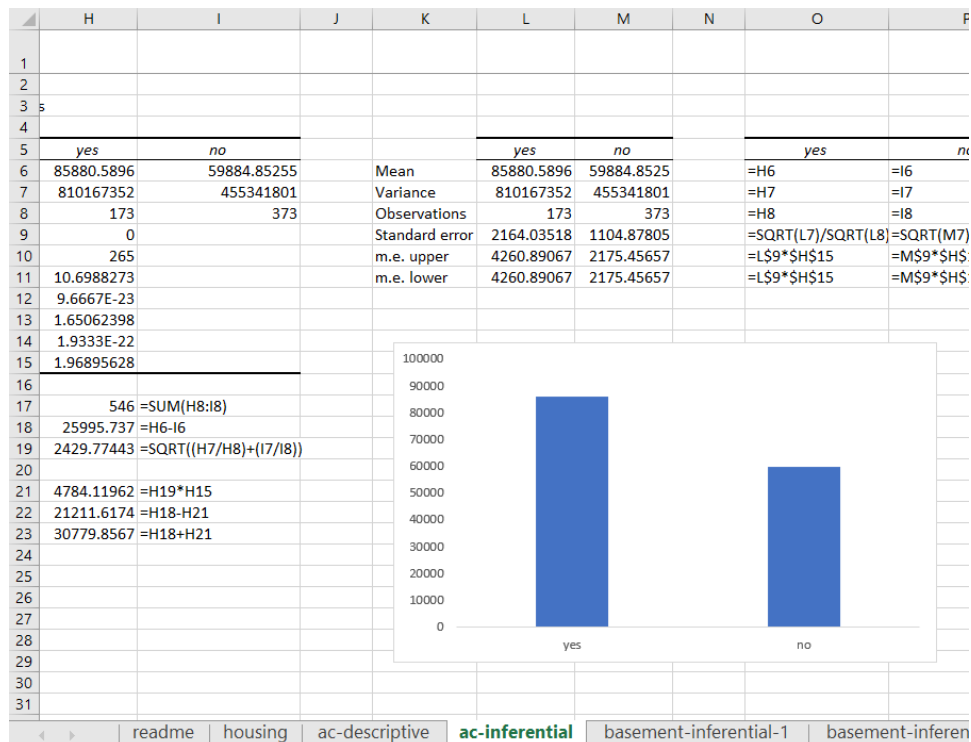 H I J K L M N O P
1
2
3 s
4
5 yes no yes no yes no
6 85880.5896 59884.85255 Mean 85880.5896 59884.8525 =H6 =I6
7 810167352 455341801 Variance 810167352 455341801 =H7 =I7
8 173 373 Observations 173 373 =H8 =I8
9 0 Standard error 2164.03518 1104.87805 =SQRT(L7)/SQRT(L8) =SQRT(M7)
10 265 m.e. upper 4260.89067 2175.45657 =L$9*$H$15 =M$9*$H$
11 10.6988273 m.e. lower 4260.89067 2175.45657 =L$9*$H$15 =M$9*$H$
12 9.6667E-23
13 1.65062398
14 1.9333E-22
15 1.96895628
16
17 546 =SUM(H8:I8)
18 25995.737 =H6-I6
19 2429.77443 =SQRT((H7/H8)+(I7/I8))
20
21 4784.11962 =H19*H15
22 21211.6174 =H18-H21
23 30779.8567 =H18+H21
24
25
26
27
28
29
30
31
100000
90000
80000
70000
60000
50000
40000
30000
20000
10000
0
yes no
readme housing ac-descriptive ac-inferential basement-inferential-1 basement-inferen